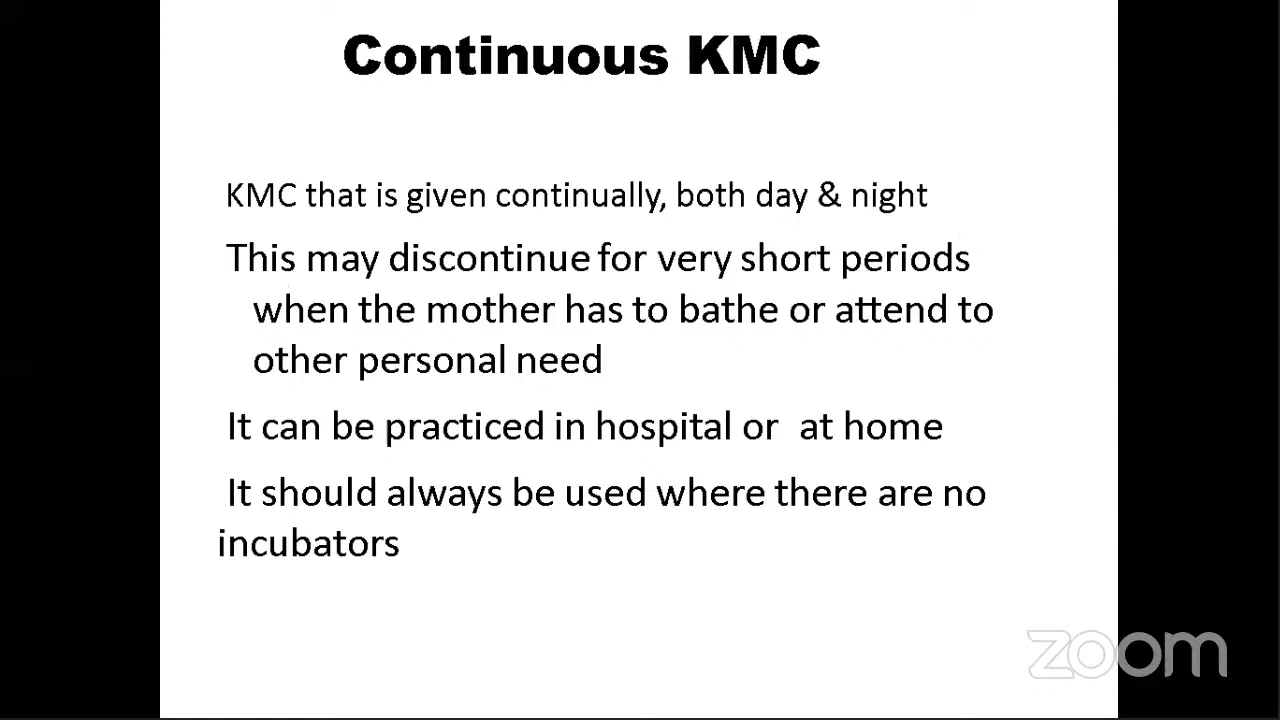 Continuous KMC
KMC that is given continually, both day & night
This may discontinue for very short periods
when the mother has to bathe or attend to
other personal need
It can be practiced in hospital or at home
It should always be used where there are no
incubators
zoom